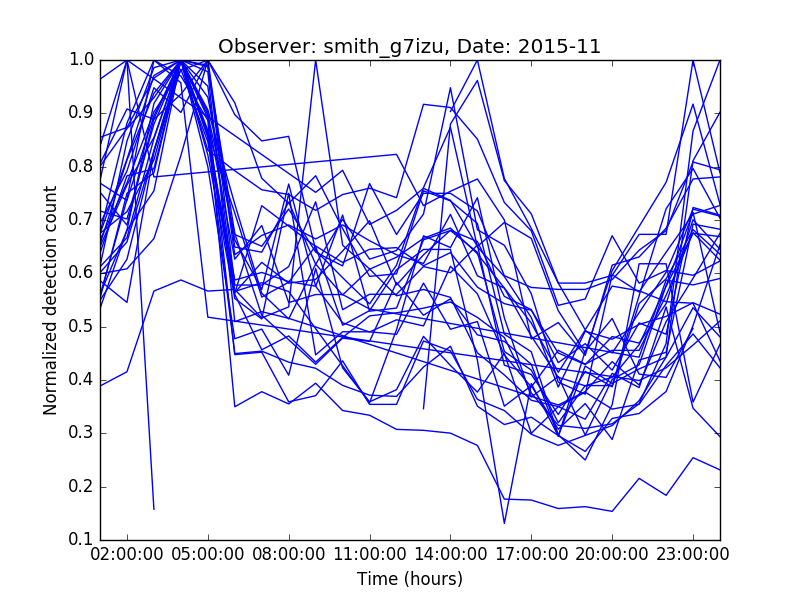 Observer: smith_g7izu, Date: 2015-11
1.0
0.9
0.8
0.7
0.6
0.5
0.4
0.3
0.2
0.1
Normalized detection count
02:00:00 05:00:00 08:00:00 11:00:00 14:00:00 17:00:00 20:00:00 23:00:00
Time (hours)